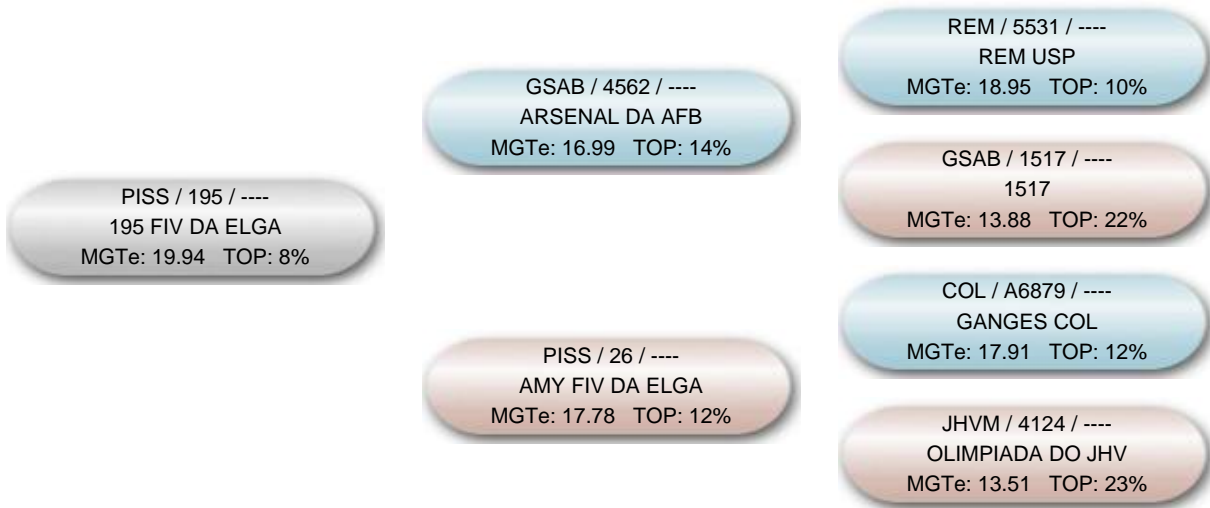 REM / 5531 / ----
REM USP
MGTe: 18.95 TOP: 10%
GSAB / 4562 / ----
ARSENAL DA AFB
MGTe: 16.99 TOP: 14%
GSAB / 1517 / ----
1517
MGTe: 13.88 TOP: 22%
PISS / 195 / ----
195 FIV DA ELGA
MGTe: 19.94 TOP: 8%
COL / A6879 / ----
GANGES COL
MGTe: 17.91 TOP: 12%
PISS / 26 / ----
AMY FIV DA ELGA
MGTe: 17.78 TOP: 12%
JHVM / 4124 / ----
OLIMPIADA DO JHV
MGTe: 13.51 TOP: 23%